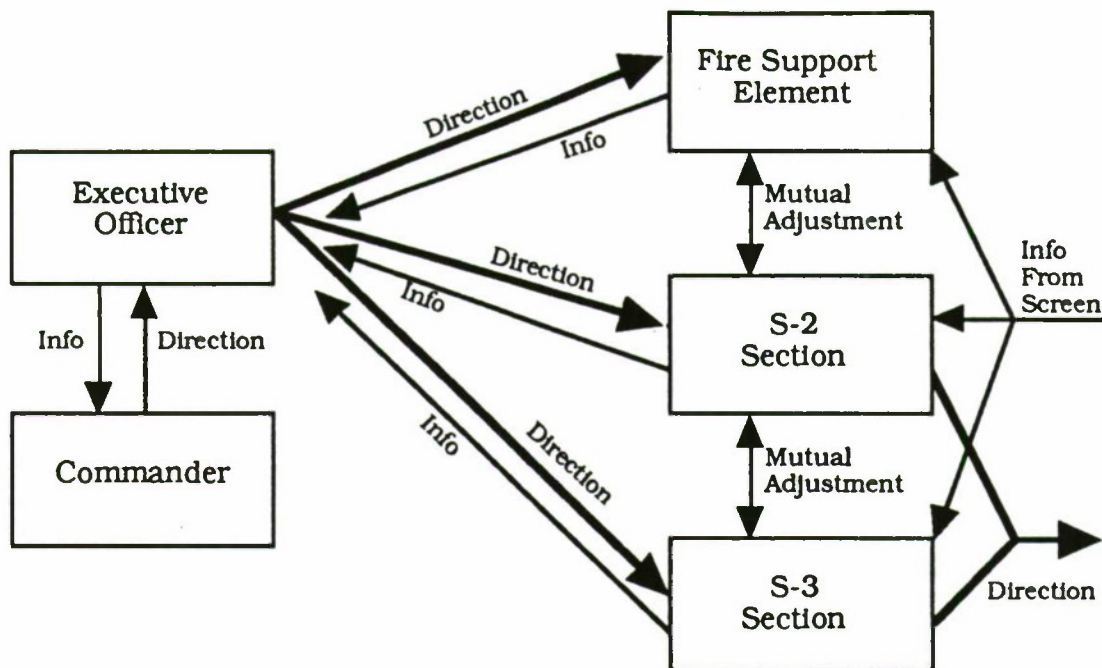 Fire Support
Element
Direction
Info
Executive
Officer
Mutual
Adjustment
Info
From
Screen
Direction
Info
S-2
Section
Info
Direction
Commander
Direction
Info
Mutual
Adjustment
S-3
Section
Direction